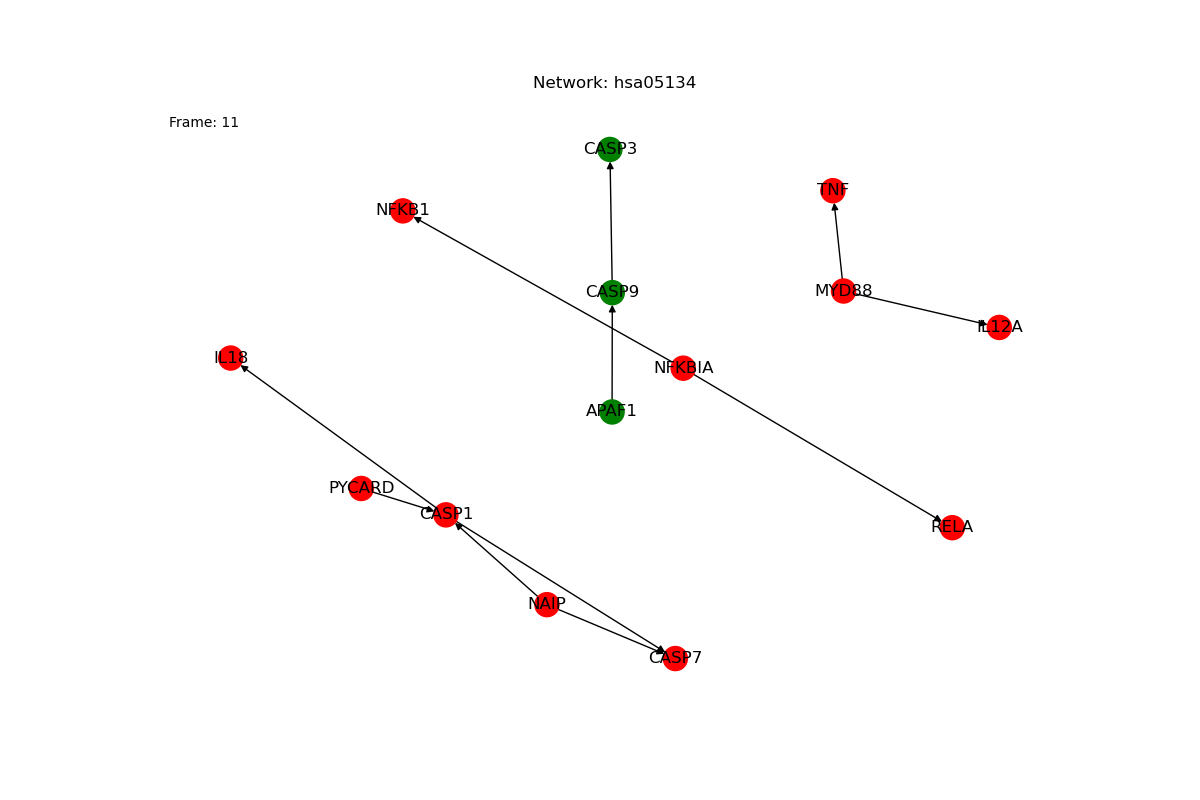 Network: hsa05134
Frame: 11
CASP3
TNF
NFKB1
CASP9
MYD88
IL12A
IL18
NFKBIA
APAF1
PYCARD
CASP1
RELA
NAIP
CASP7